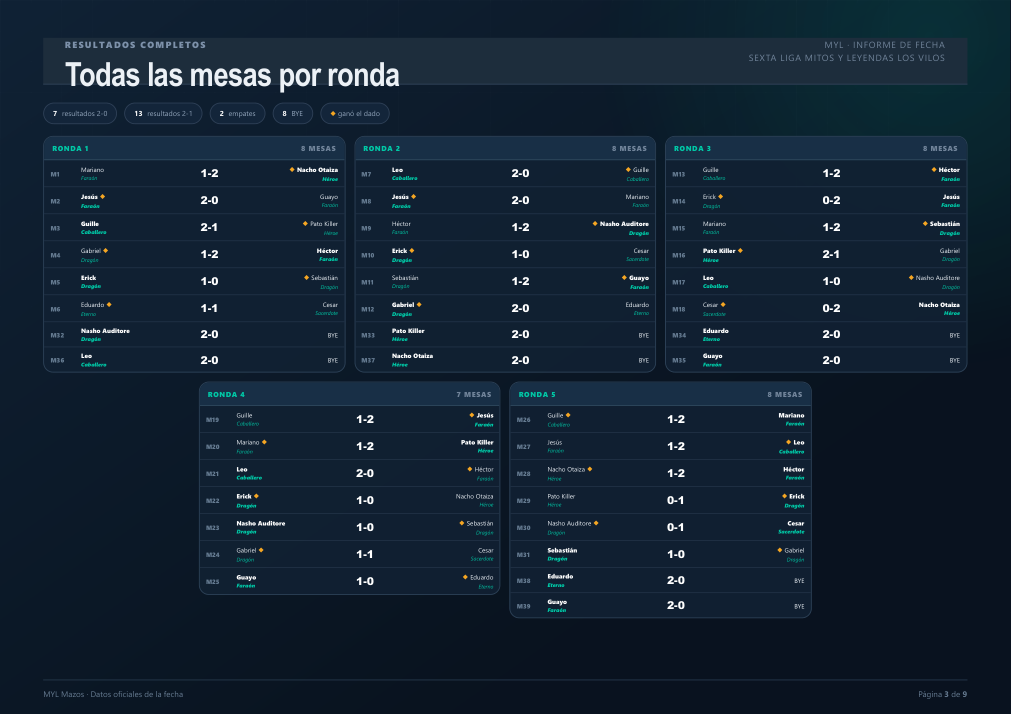 RESULTADOS COMPLETOS
Todas las mesas por ronda
MYL · INFORME DE FECHA
SEXTA LIGA MITOS Y LEYENDAS LOS VILOS
7 resultados 2-0
13 resultados 2-1
2 empates
8 BYE
◆ ganó el dado
RONDA 1 8 MESAS
M1 Mariano 1-2 ◆ Nacho Otaiza
Faraón Héroe
M2 Jesús ◆ 2-0 Guayo
Faraón Faraón
M3 Guille 2-1 ◆ Pato Killer
Caballero Héroe
M4 Gabriel ◆ 1-2 Héctor
Dragón Faraón
M5 Erick 1-0 ◆ Sebastián
Dragón Dragón
M6 Eduardo ◆ 1-1 Cesar
Eterno Sacerdote
M32 Nasho Auditore 2-0 BYE
Dragón
M36 Leo 2-0 BYE
Caballero
RONDA 2 8 MESAS
M7 Leo 2-0 ◆ Guille
Caballero Caballero
M8 Jesús ◆ 2-0 Mariano
Faraón Faraón
M9 Héctor 1-2 ◆ Nasho Auditore
Faraón Dragón
M10 Erick ◆ 1-0 Cesar
Dragón Sacerdote
M11 Sebastián 1-2 ◆ Guayo
Dragón Faraón
M12 Gabriel ◆ 2-0 Eduardo
Dragón Eterno
M33 Pato Killer 2-0 BYE
Héroe
M37 Nacho Otaiza 2-0 BYE
Héroe
RONDA 3 8 MESAS
M13 Guille 1-2 ◆ Héctor
Caballero Faraón
M14 Erick ◆ 0-2 Jesús
Dragón Faraón
M15 Mariano 1-2 ◆ Sebastián
Faraón Dragón
M16 Pato Killer ◆ 2-1 Gabriel
Héroe Dragón
M17 Leo 1-0 ◆ Nasho Auditore
Caballero Dragón
M18 Cesar ◆ 0-2 Nacho Otaiza
Sacerdote Héroe
M34 Eduardo 2-0 BYE
Eterno
M35 Guayo 2-0 BYE
Faraón
RONDA 4 7 MESAS
M19 Guille 1-2 ◆ Jesús
Caballero Faraón
M20 Mariano ◆ 1-2 Pato Killer
Faraón Héroe
M21 Leo 2-0 ◆ Héctor
Caballero Faraón
M22 Erick ◆ 1-0 Nacho Otaiza
Dragón Héroe
M23 Nasho Auditore 1-0 ◆ Sebastián
Dragón Dragón
M24 Gabriel ◆ 1-1 Cesar
Dragón Sacerdote
M25 Guayo 1-0 ◆ Eduardo
Faraón Eterno
RONDA 5 8 MESAS
M26 Guille ◆ 1-2 Mariano
Caballero Faraón
M27 Jesús 1-2 ◆ Leo
Faraón Caballero
M28 Nacho Otaiza ◆ 1-2 Héctor
Héroe Faraón
M29 Pato Killer 0-1 ◆ Erick
Héroe Dragón
M30 Nasho Auditore ◆ 0-1 Cesar
Dragón Sacerdote
M31 Sebastián 1-0 ◆ Gabriel
Dragón Dragón
M38 Eduardo 2-0 BYE
Eterno
M39 Guayo 2-0 BYE
Faraón
MYL Mazos · Datos oficiales de la fecha
Página 3 de 9